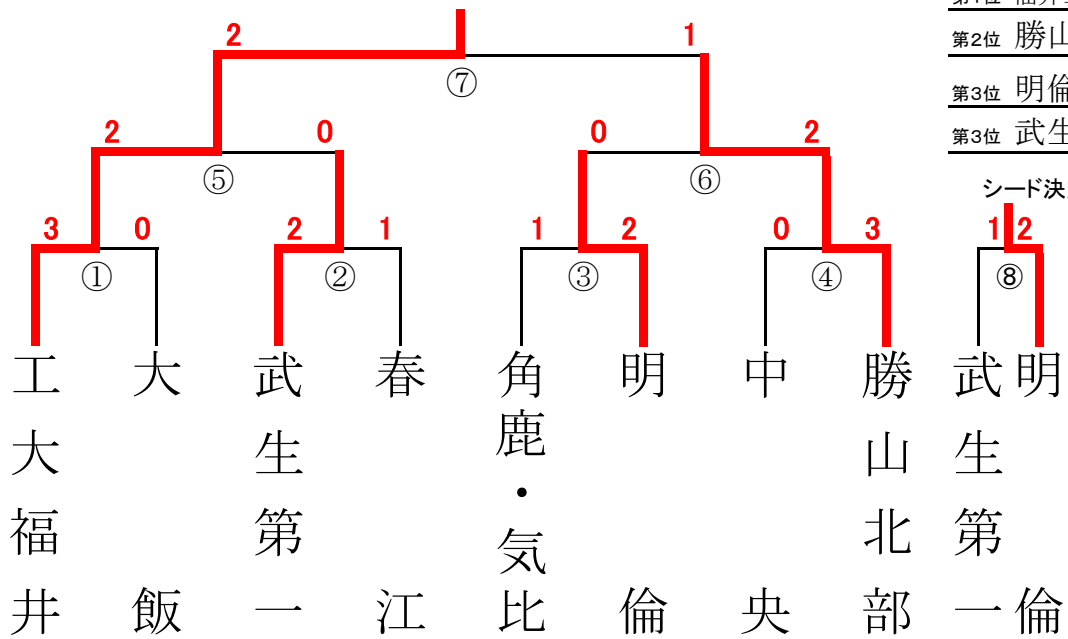 第2位 勝山
第3位 明倫
第3位 武生
シード決
2 1
⑦
2 0 0 2
⑤ ⑥
3 0 2 1 1 2 0 3 1 2
① ② ③ ④ ⑧
工大福井
大飯
武生第一
春江
角鹿・気比
明倫
中央
勝山北部
武生第一
明倫